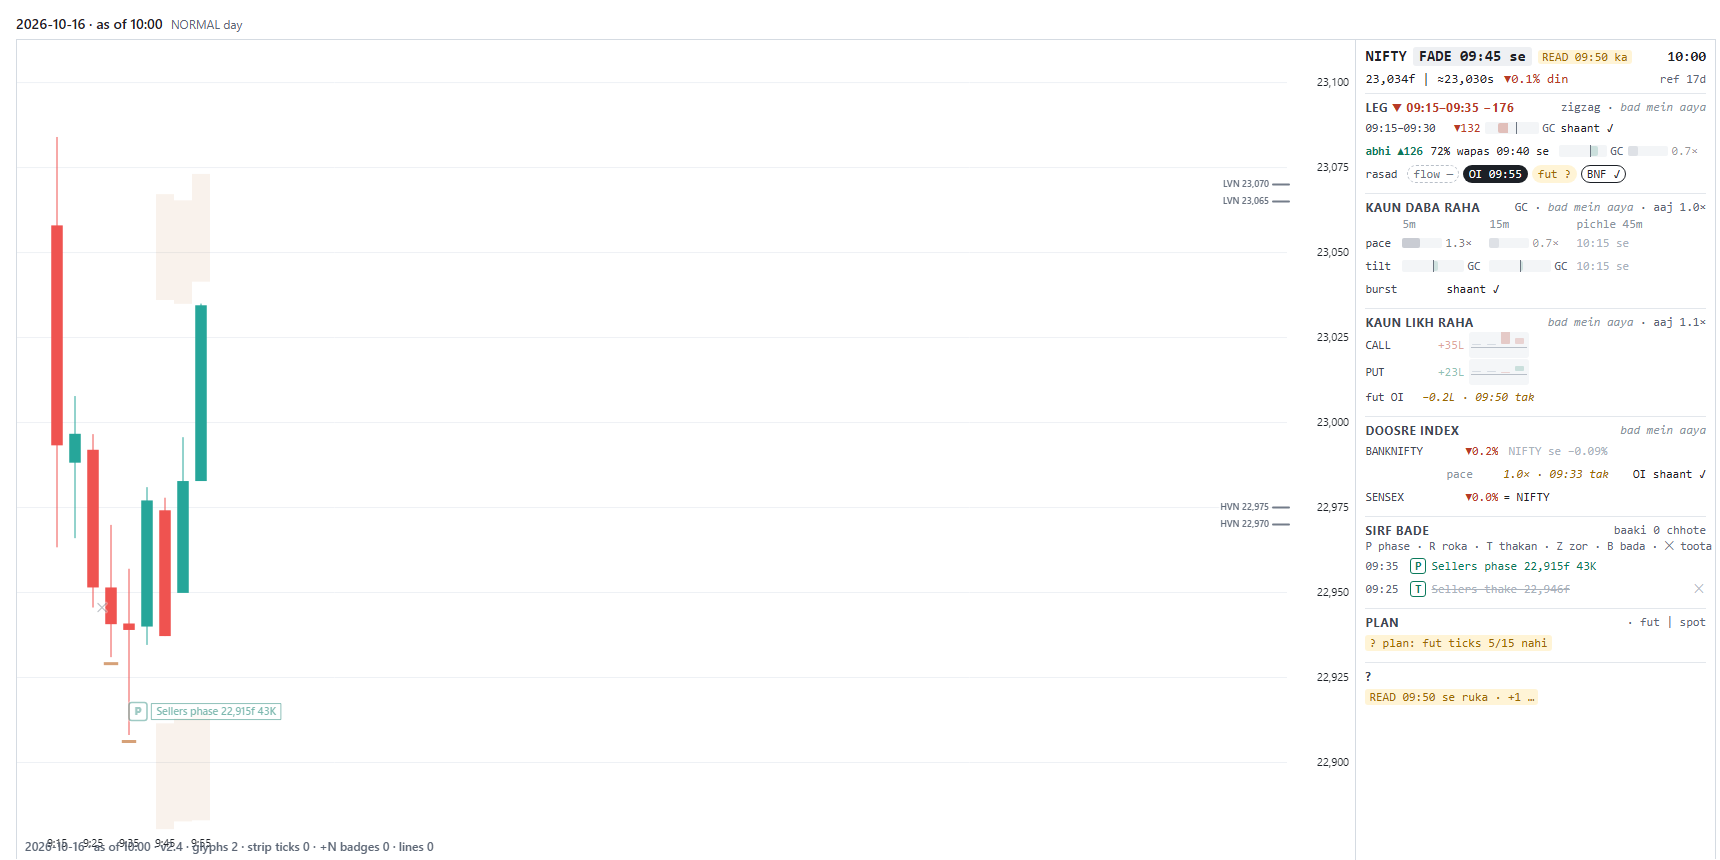 2026-10-16 · as of 10:00 NORMAL day
23,100
23,075
LVN 23,070
LVN 23,065
23,050
23,025
23,000
HVN 22,975
22,975
HVN 22,970
22,950
22,925
P Sellers phase 22,915f 43K
22,900
9:15 9:25 9:35 9:45 9:55
2026-10-16 · as of 10:00 · v2.4 · glyphs 2 · strip ticks 0 · +N badges 0 · lines 0
NIFTY FADE 09:45 se READ 09:50 ka 10:00
23,034f | ≈23,030s ▼0.1% din ref 17d
LEG ▼ 09:15–09:35 −176 zigzag · bad mein aaya
09:15–09:30 ▼132 GC shaant ✓
abhi ▲126 72% wapas 09:40 se GC 0.7×
rasad flow — OI 09:55 fut ? BNF ✓
KAUN DABA RAHA GC · bad mein aaya · aaj 1.0×
5m 15m pichle 45m
pace 1.3× 0.7× 10:15 se
tilt GC GC 10:15 se
burst shaant ✓
KAUN LIKH RAHA bad mein aaya · aaj 1.1×
CALL +35L
PUT +23L
fut OI −0.2L · 09:50 tak
DOOSRE INDEX bad mein aaya
BANKNIFTY ▼0.2% NIFTY se −0.09%
pace 1.0× · 09:33 tak OI shaant ✓
SENSEX ▼0.0% = NIFTY
SIRF BADE baaki 0 chhote
P phase · R roka · T thakan · Z zor · B bada · ✕ toota
09:35 P Sellers phase 22,915f 43K
09:25 T Sellers thake 22,946f ✕
PLAN · fut | spot
? plan: fut ticks 5/15 nahi
?
READ 09:50 se ruka · +1 …